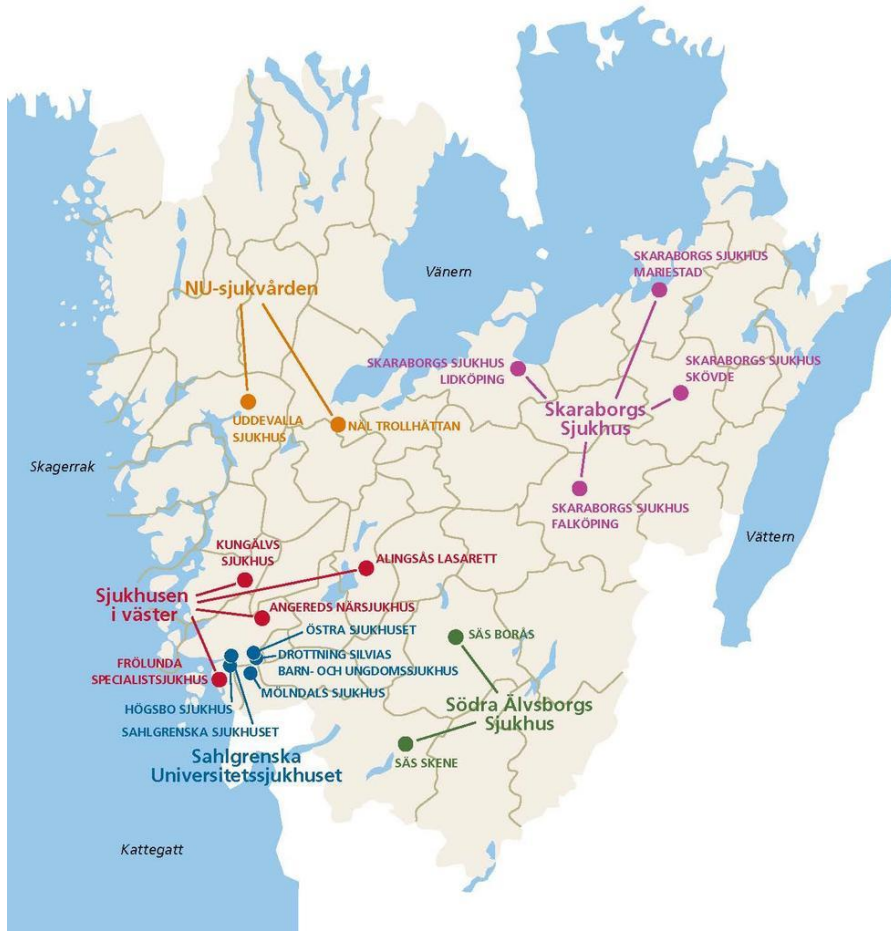 SKARABORGS SJUKHUS
MARIESTAD
Vänern
NU-sjukvården
SKARABORGS SJUKHUS
LIDKÖPING
SKARABORGS SJUKHUS
SKÖVDE
Skaraborgs
Sjukhus
UDDEVALLA
SJUKHUS
NÄL TROLLHÄTTAN
Skagerrak
SKARABORGS SJUKHUS
FALKÖPING
Vättern
KUNGÄLVS
SJUKHUS
ALINGSÅS LASARETT
Sjukhusen
i väster
ANGEREDS NÄRSJUKHUS
ÖSTRA SJUKHUSET
SÄS BORÅS
DROTTNING SILVIAS
BARN- OCH UNGDOMSSJUKHUS
FRÖLUNDA
SPECIALISTSJUKHUS
MÖLNDALS SJUKHUS
HÖGSBO SJUKHUS
SAHLGRENSKA SJUKHUSET
Södra Älvsborgs
Sjukhus
Sahlgrenska
Universitetssjukhuset
SÄS SKENE
Kattegatt